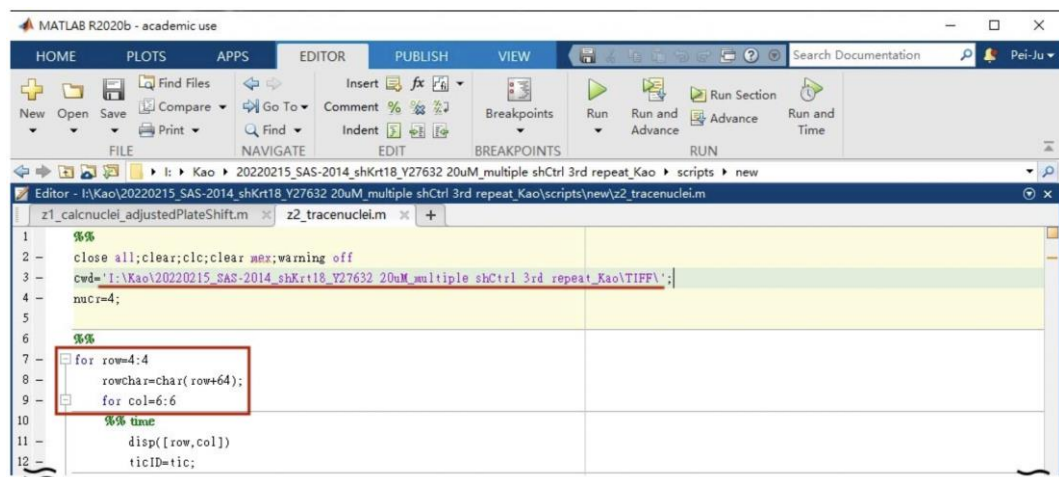 MATLAB R2020b - academic use
HOME PLOTS APPS EDITOR PUBLISH VIEW Search Documentation Pei-Ju
New Open Save Find Files Compare Print Go To Find Insert fx Comment Indent Breakpoints Run Run and Advance Run Section Advance Run and Time
FILE NAVIGATE EDIT BREAKPOINTS RUN
I: Kao 20220215_SAS-2014_shKrt18_Y27632 20uM_multiple shCtrl 3rd repeat_Kao scripts new
Editor - I:\Kao\20220215_SAS-2014_shKrt18_Y27632 20uM_multiple shCtrl 3rd repeat_Kao\scripts\new\z2_tracenuclei.m
z1_calcnuclei_adjustedPlateShift.m z2_tracenuclei.m +
1 %%
2 – close all;clear;clc;clear mex;warning off
3 – cwd='I:\Kao\20220215_SAS-2014_shKrt18_Y27632 20uM_multiple shCtrl 3rd repeat_Kao\TIFF\';
4 – nucr=4;
5
6 %%
7 – for row=4:4
8 – rowchar=char(row+64);
9 – for col=6:6
10 %% time
11 – disp([row,col])
12 – ticID=tic;